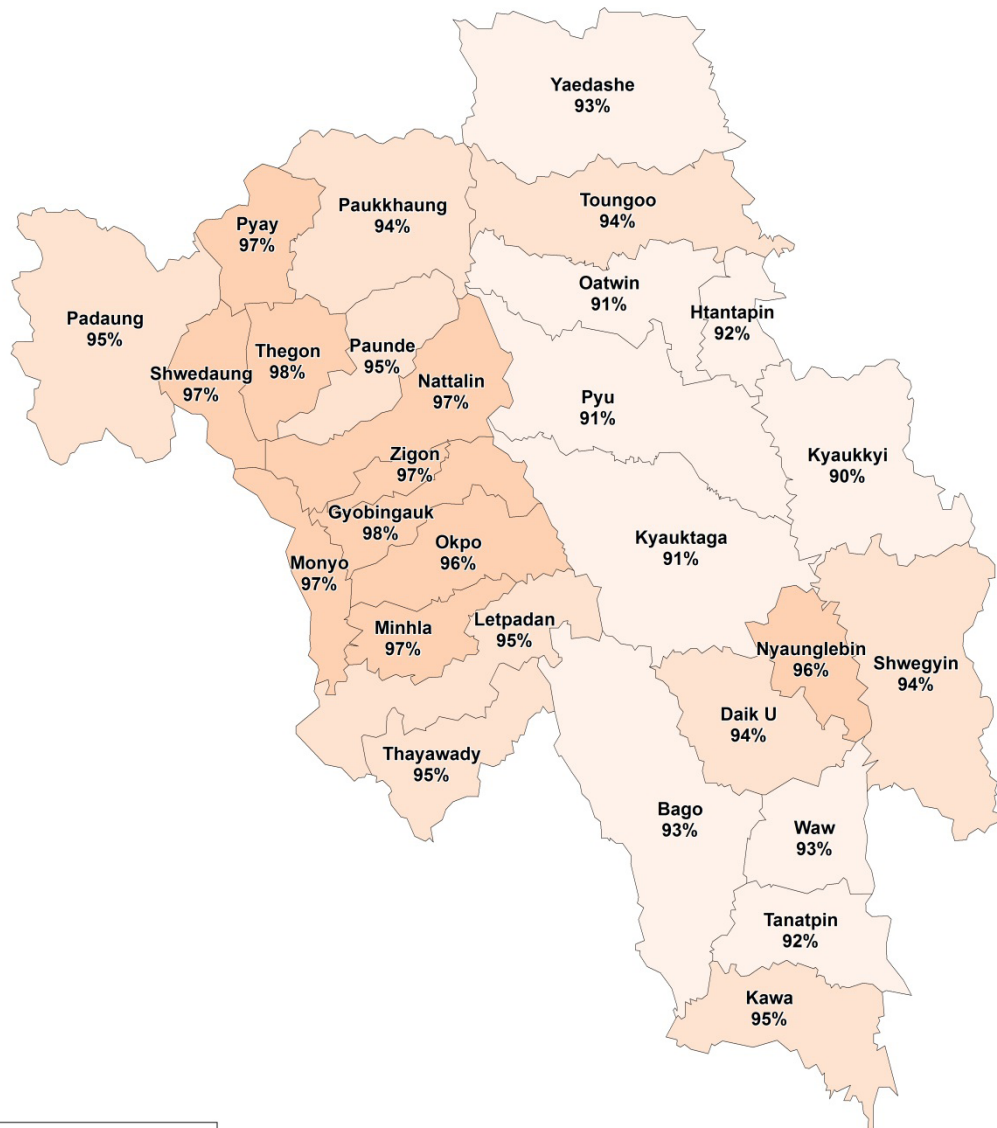 Yaedashe
93%
Toungoo
94%
Paukkhaung
94%
Pyay
97%
Oatwin
91%
Htantapin
92%
Padaung
95%
Thegon
98%
Paunde
95%
Shwedaung
97%
Nattalin
97%
Pyu
91%
Kyaukkyi
90%
Zigon
97%
Gyobingauk
98%
Okpo
96%
Kyauktaga
91%
Monyo
97%
Minhla
97%
Letpadan
95%
Nyaunglebin
96%
Shwegyin
94%
Daik U
94%
Thayawady
95%
Bago
93%
Waw
93%
Tanatpin
92%
Kawa
95%